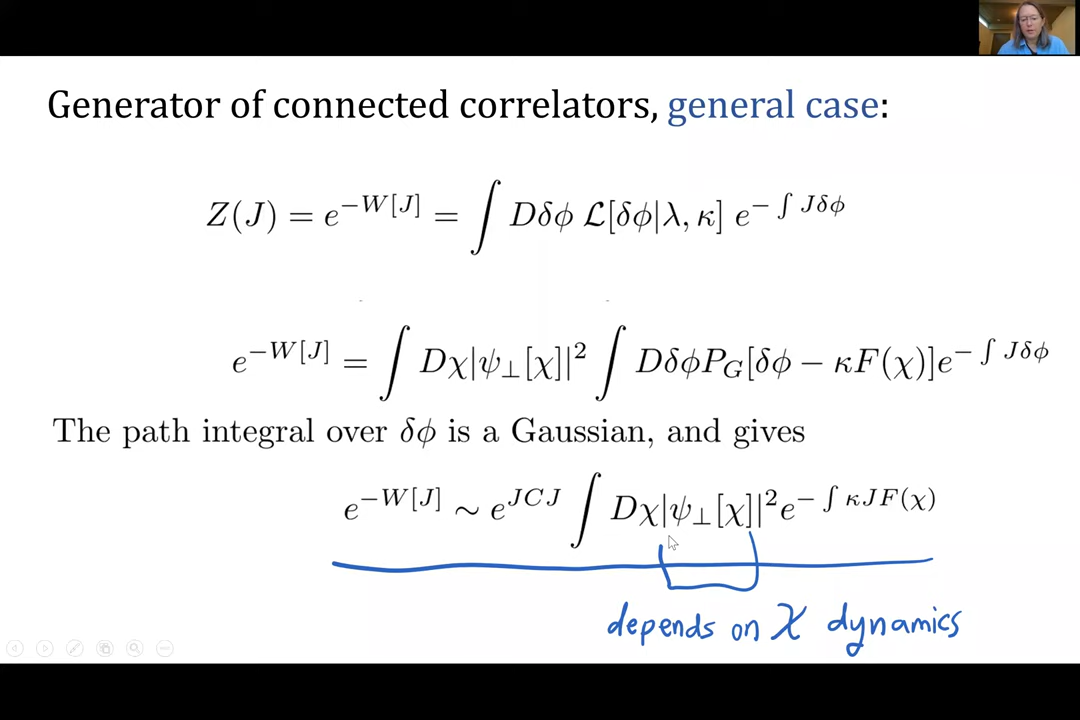 Generator of connected correlators, general case:
Z(J) = e^{-W[J]} = ∫ Dδϕ ℒ[δϕ|λ, κ] e^{-∫ Jδϕ}
e^{-W[J]} = ∫ Dχ|ψ_⊥[χ]|² ∫ DδϕP_G[δϕ − κF(χ)]e^{-∫ Jδϕ}
The path integral over δϕ is a Gaussian, and gives
e^{-W[J]} ∼ e^{JCJ} ∫ Dχ|ψ_⊥[χ]|²e^{-∫ κJF(χ)}
depends on χ dynamics